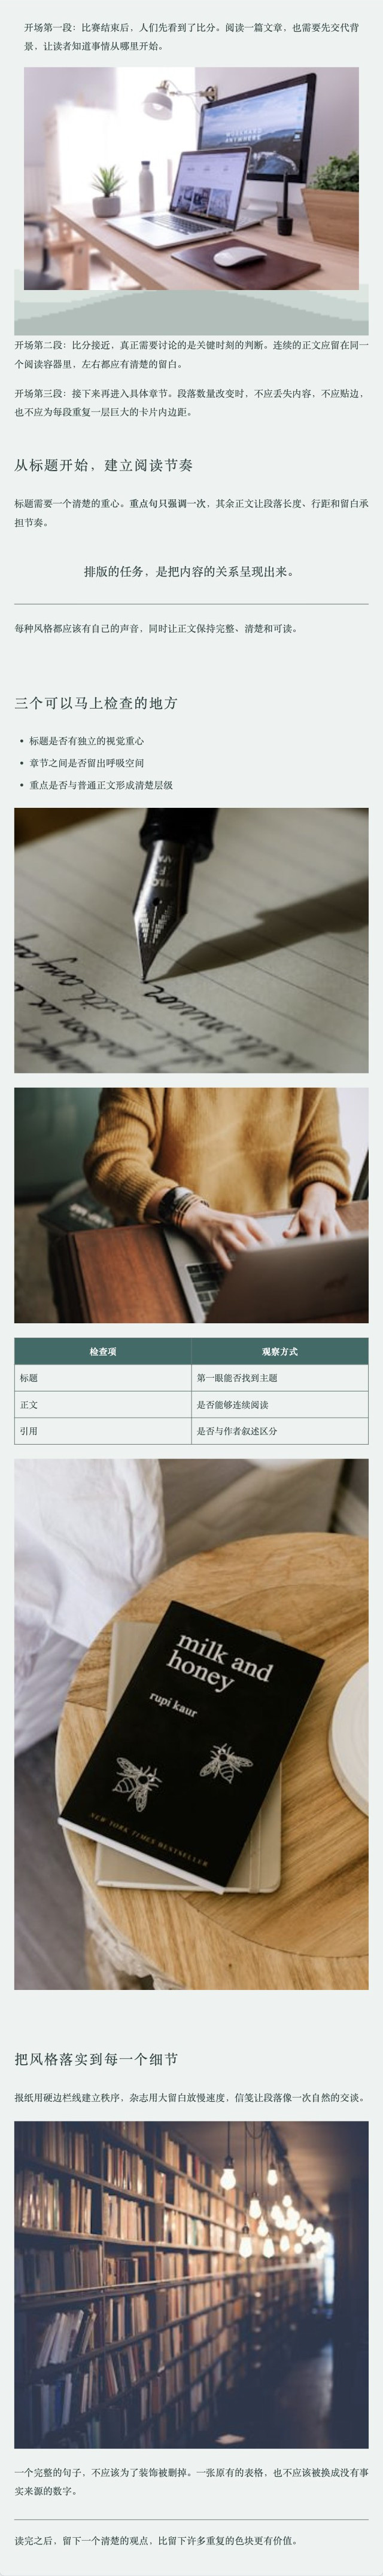 开场第一段：比赛结束后，人们先看到了比分。阅读一篇文章，也需要先交代背
景，让读者知道事情从哪里开始。
开场第二段：比分接近，真正需要讨论的是关键时刻的判断。连续的正文应留在同一
个阅读容器里，左右都应有清楚的留白。
开场第三段：接下来再进入具体章节。段落数量改变时，不应丢失内容，不应贴边，
也不应为每段重复一层巨大的卡片内边距。
从标题开始，建立阅读节奏
标题需要一个清楚的重心。重点句只强调一次，其余正文让段落长度、行距和留白承
担节奏。
排版的任务，是把内容的关系呈现出来。
每种风格都应该有自己的声音，同时让正文保持完整、清楚和可读。
三个可以马上检查的地方
• 标题是否有独立的视觉重心
• 章节之间是否留出呼吸空间
• 重点是否与普通正文形成清楚层级
检查项 观察方式
标题 第一眼能否找到主题
正文 是否能够连续阅读
引用 是否与作者叙述区分
milk and
honey
rupi kaur
NEW YORK TIMES BESTSELLER
把风格落实到每一个细节
报纸用硬边栏线建立秩序，杂志用大留白放慢速度，信笺让段落像一次自然的交谈。
一个完整的句子，不应该为了装饰被删掉。一张原有的表格，也不应该被换成没有事
实来源的数字。
读完之后，留下一个清楚的观点，比留下许多重复的色块更有价值。